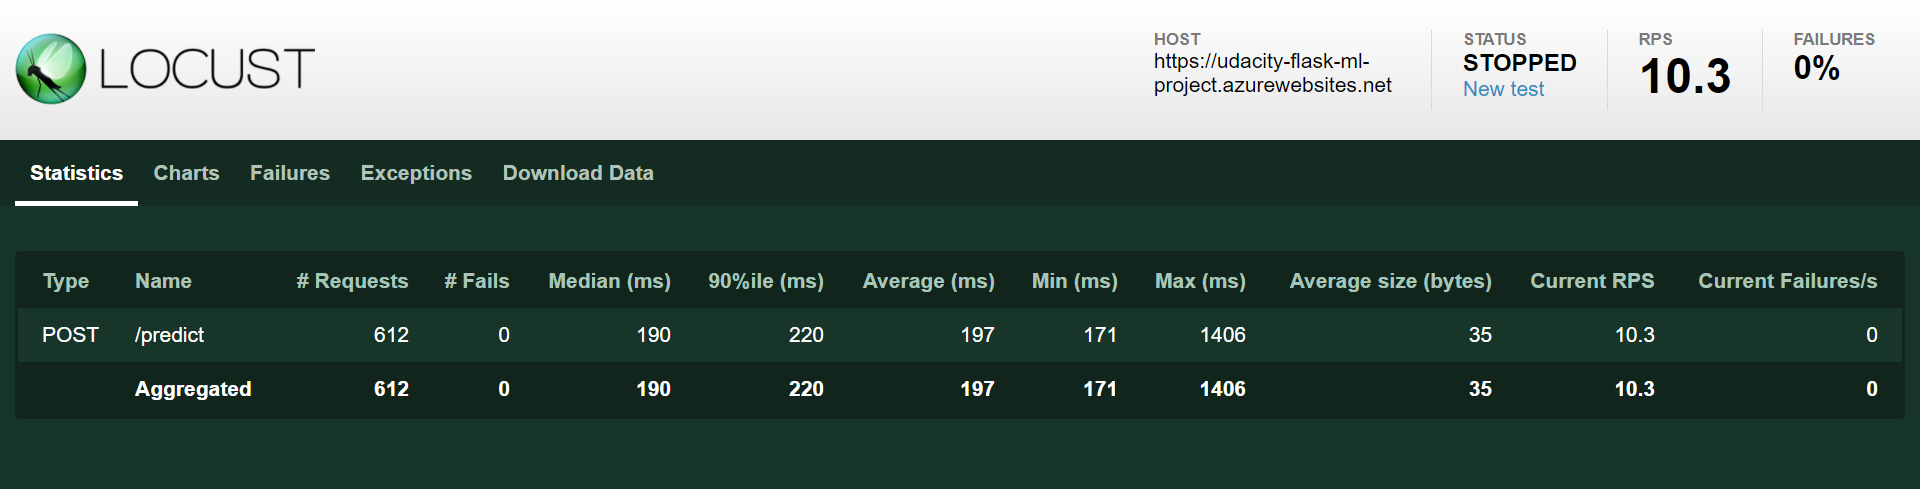 LOCUST
HOST
https://udacity-flask-ml-
project.azurewebsites.net
STATUS
STOPPED
New test
RPS
10.3
FAILURES
0%
Statistics Charts Failures Exceptions Download Data
Type Name # Requests # Fails Median (ms) 90%ile (ms) Average (ms) Min (ms) Max (ms) Average size (bytes) Current RPS Current Failures/s
POST /predict 612 0 190 220 197 171 1406 35 10.3 0
Aggregated 612 0 190 220 197 171 1406 35 10.3 0